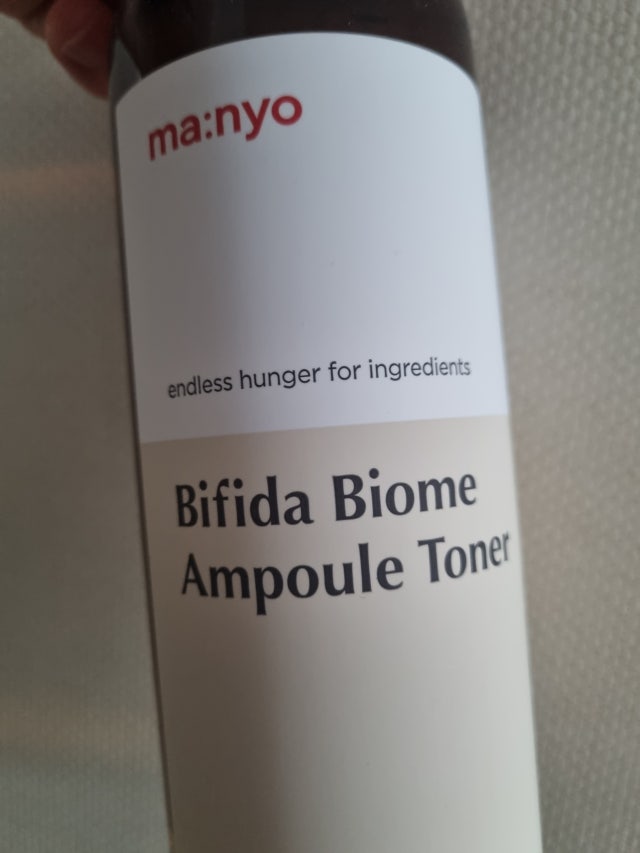 ma:nyo
endless hunger for ingredients
Bifida Biome
Ampoule Toner